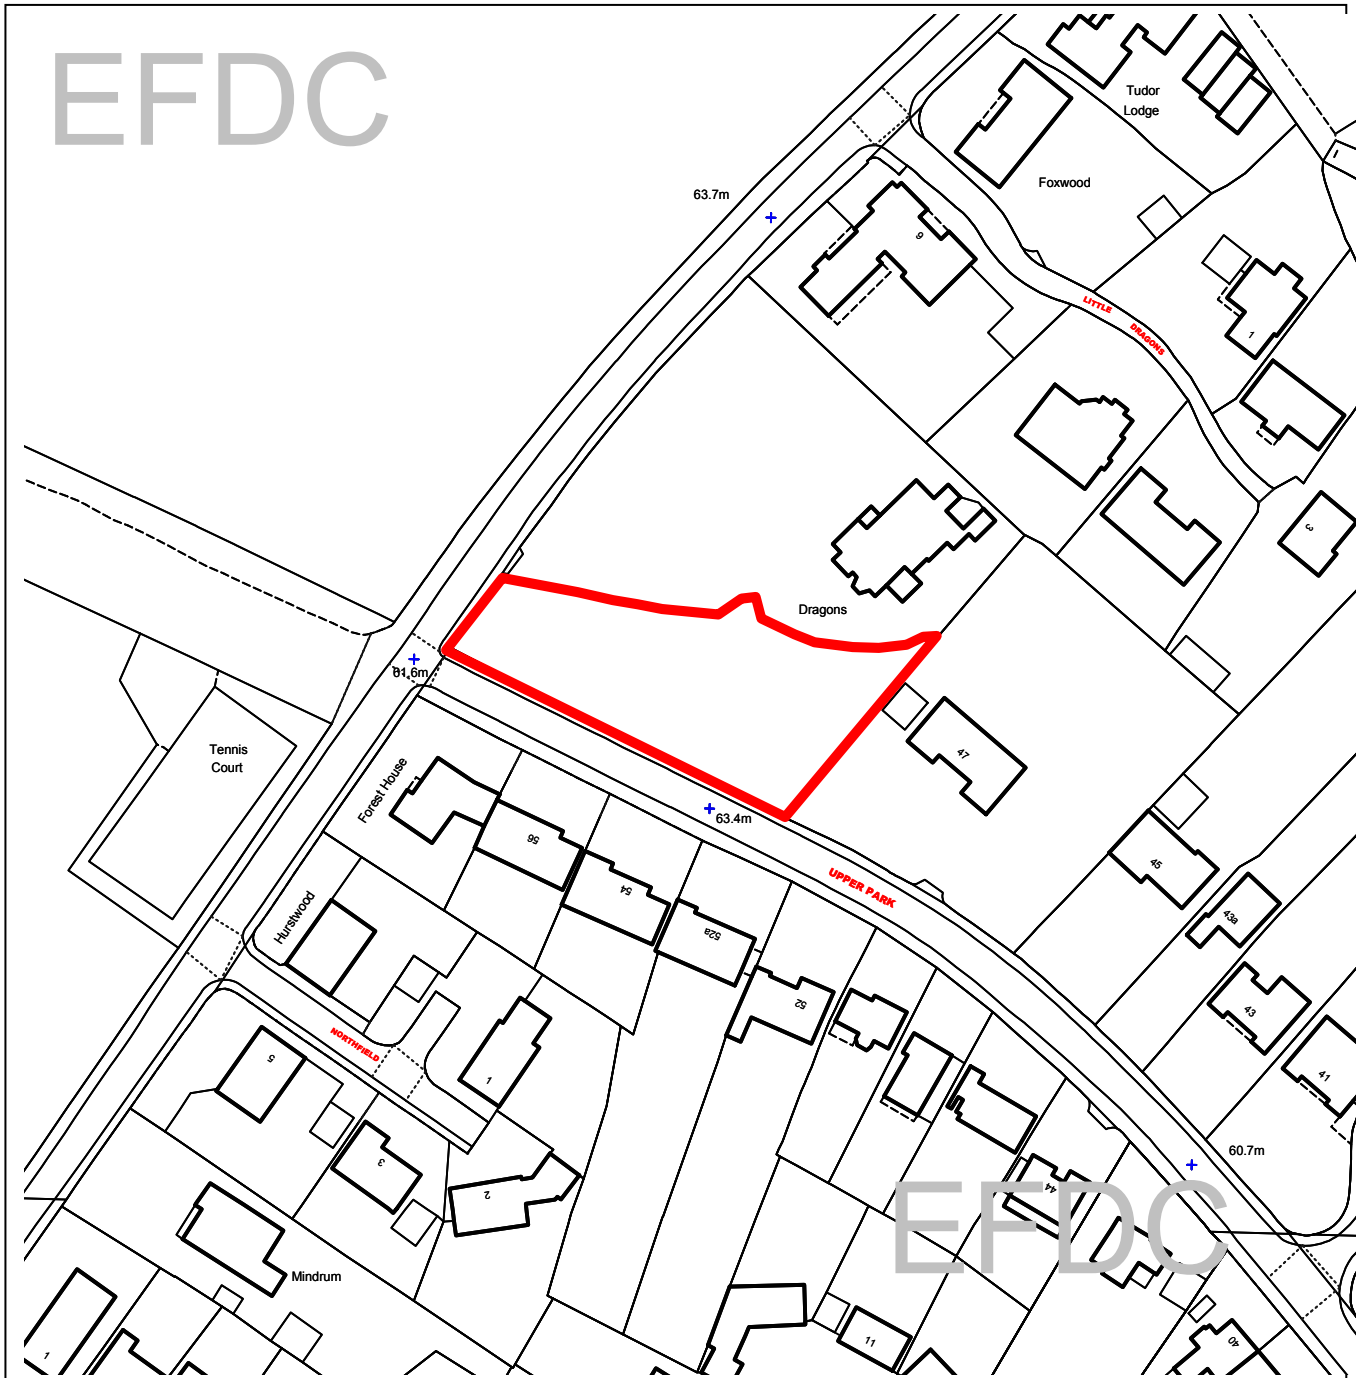 EFDC
Tudor
Lodge
63.7m
Foxwood
9
LITTLE
DRAGONS
1
3
Dragons
61.6m
Tennis
Court
47
Forest House
63.4m
56
54
UPPER PARK
45
Hurstwood
52a
43a
52
43
NORTHFIELD
5
1
41
3
60.7m
2
44
EFDC
Mindrum
11
40
1